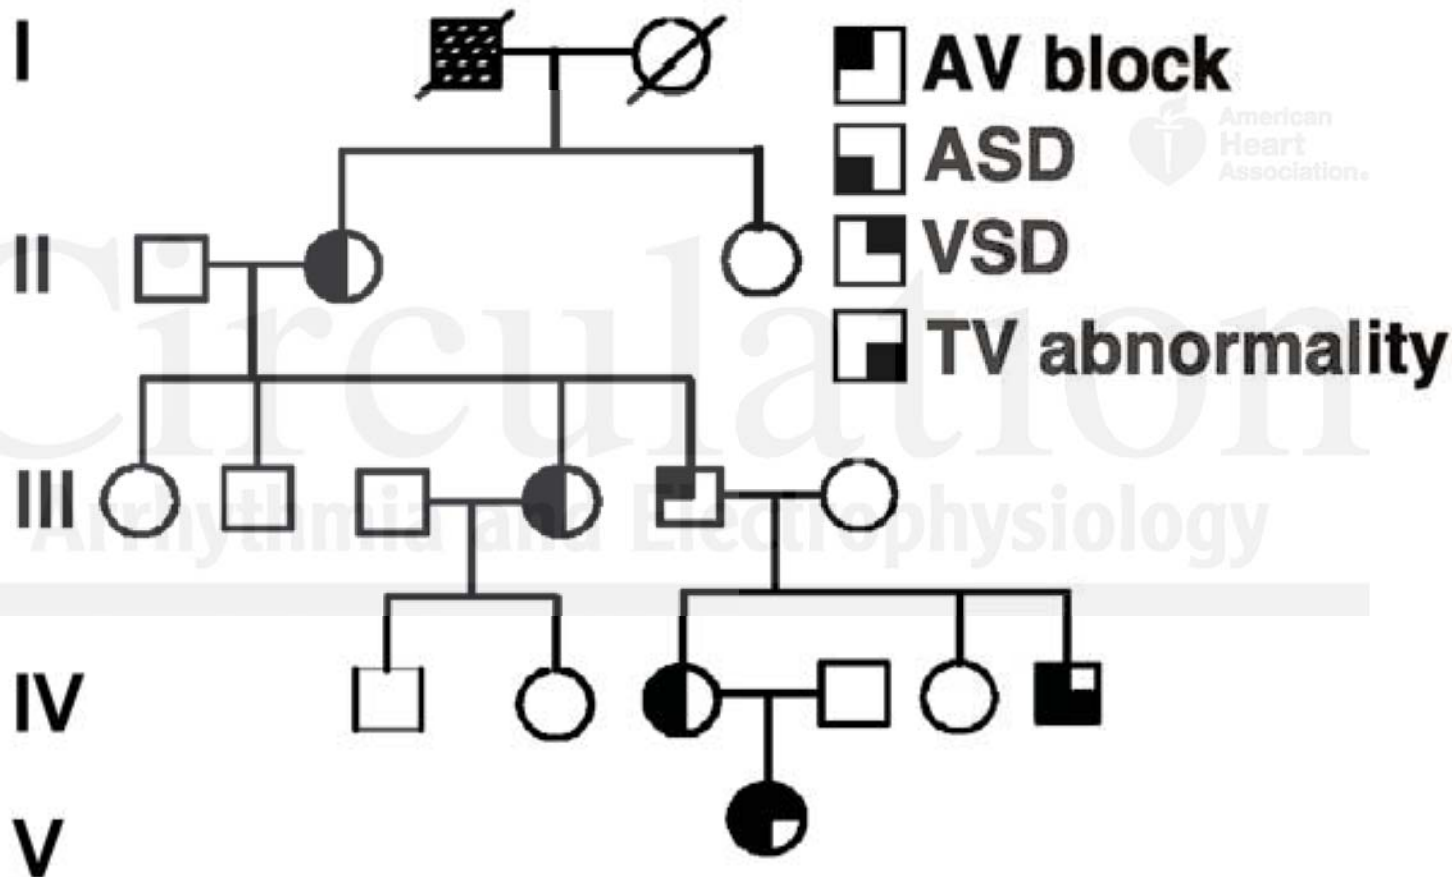 I
AV block
American
Heart
Association®
ASD
II
VSD
TV abnormality
Circulation
III
Arrhythmia and Electrophysiology
IV
V